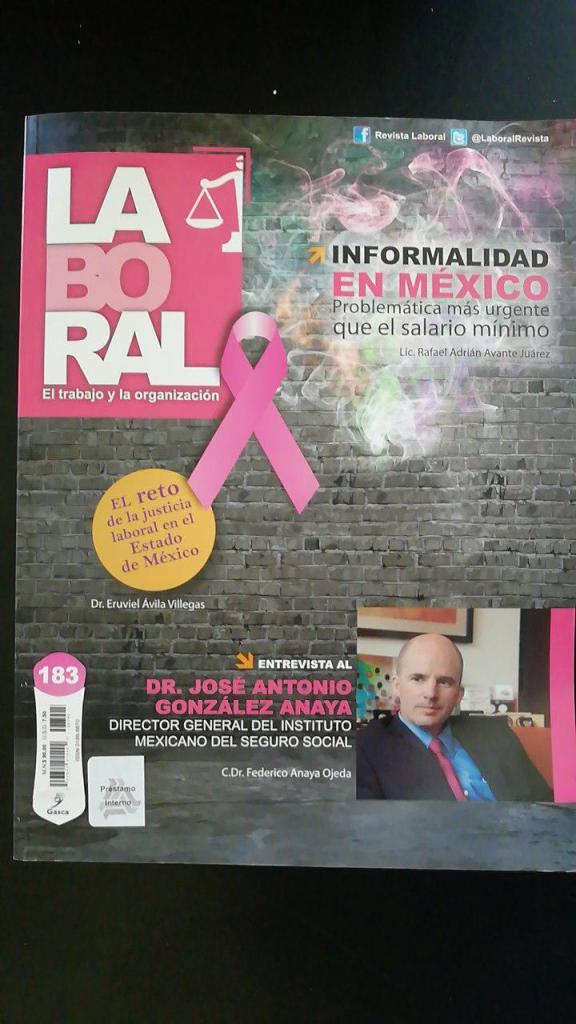 Revista Laboral @LaboralRevista
LA
BO
RAL
El trabajo y la organización
INFORMALIDAD
EN MÉXICO
Problemática más urgente
que el salario mínimo
Lic. Rafael Adrián Avante Juárez
EL reto
de la justicia
laboral en el
Estado
de México
Dr. Eruviel Ávila Villegas
ENTREVISTA AL
DR. JOSÉ ANTONIO
GONZÁLEZ ANAYA
DIRECTOR GENERAL DEL INSTITUTO
MEXICANO DEL SEGURO SOCIAL
C.Dr. Federico Anaya Ojeda
183
Gasca
Préstamo
Interno